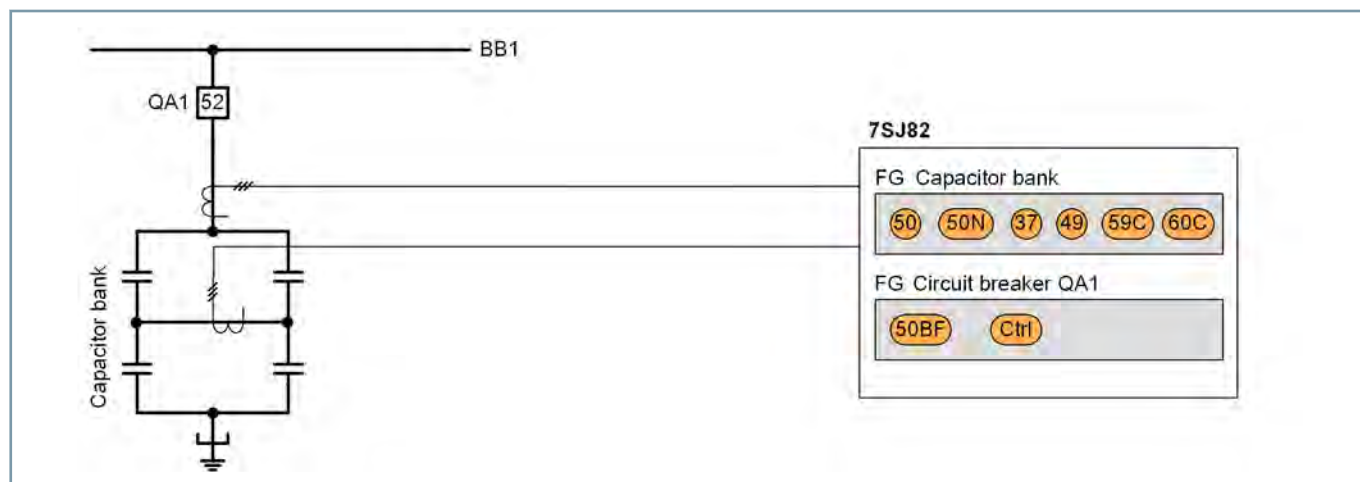 BB1
QA1 52
7SJ82
FG Capacitor bank
50 50N 37 49 59C 60C
FG Circuit breaker QA1
50BF Ctrl
Capacitor bank